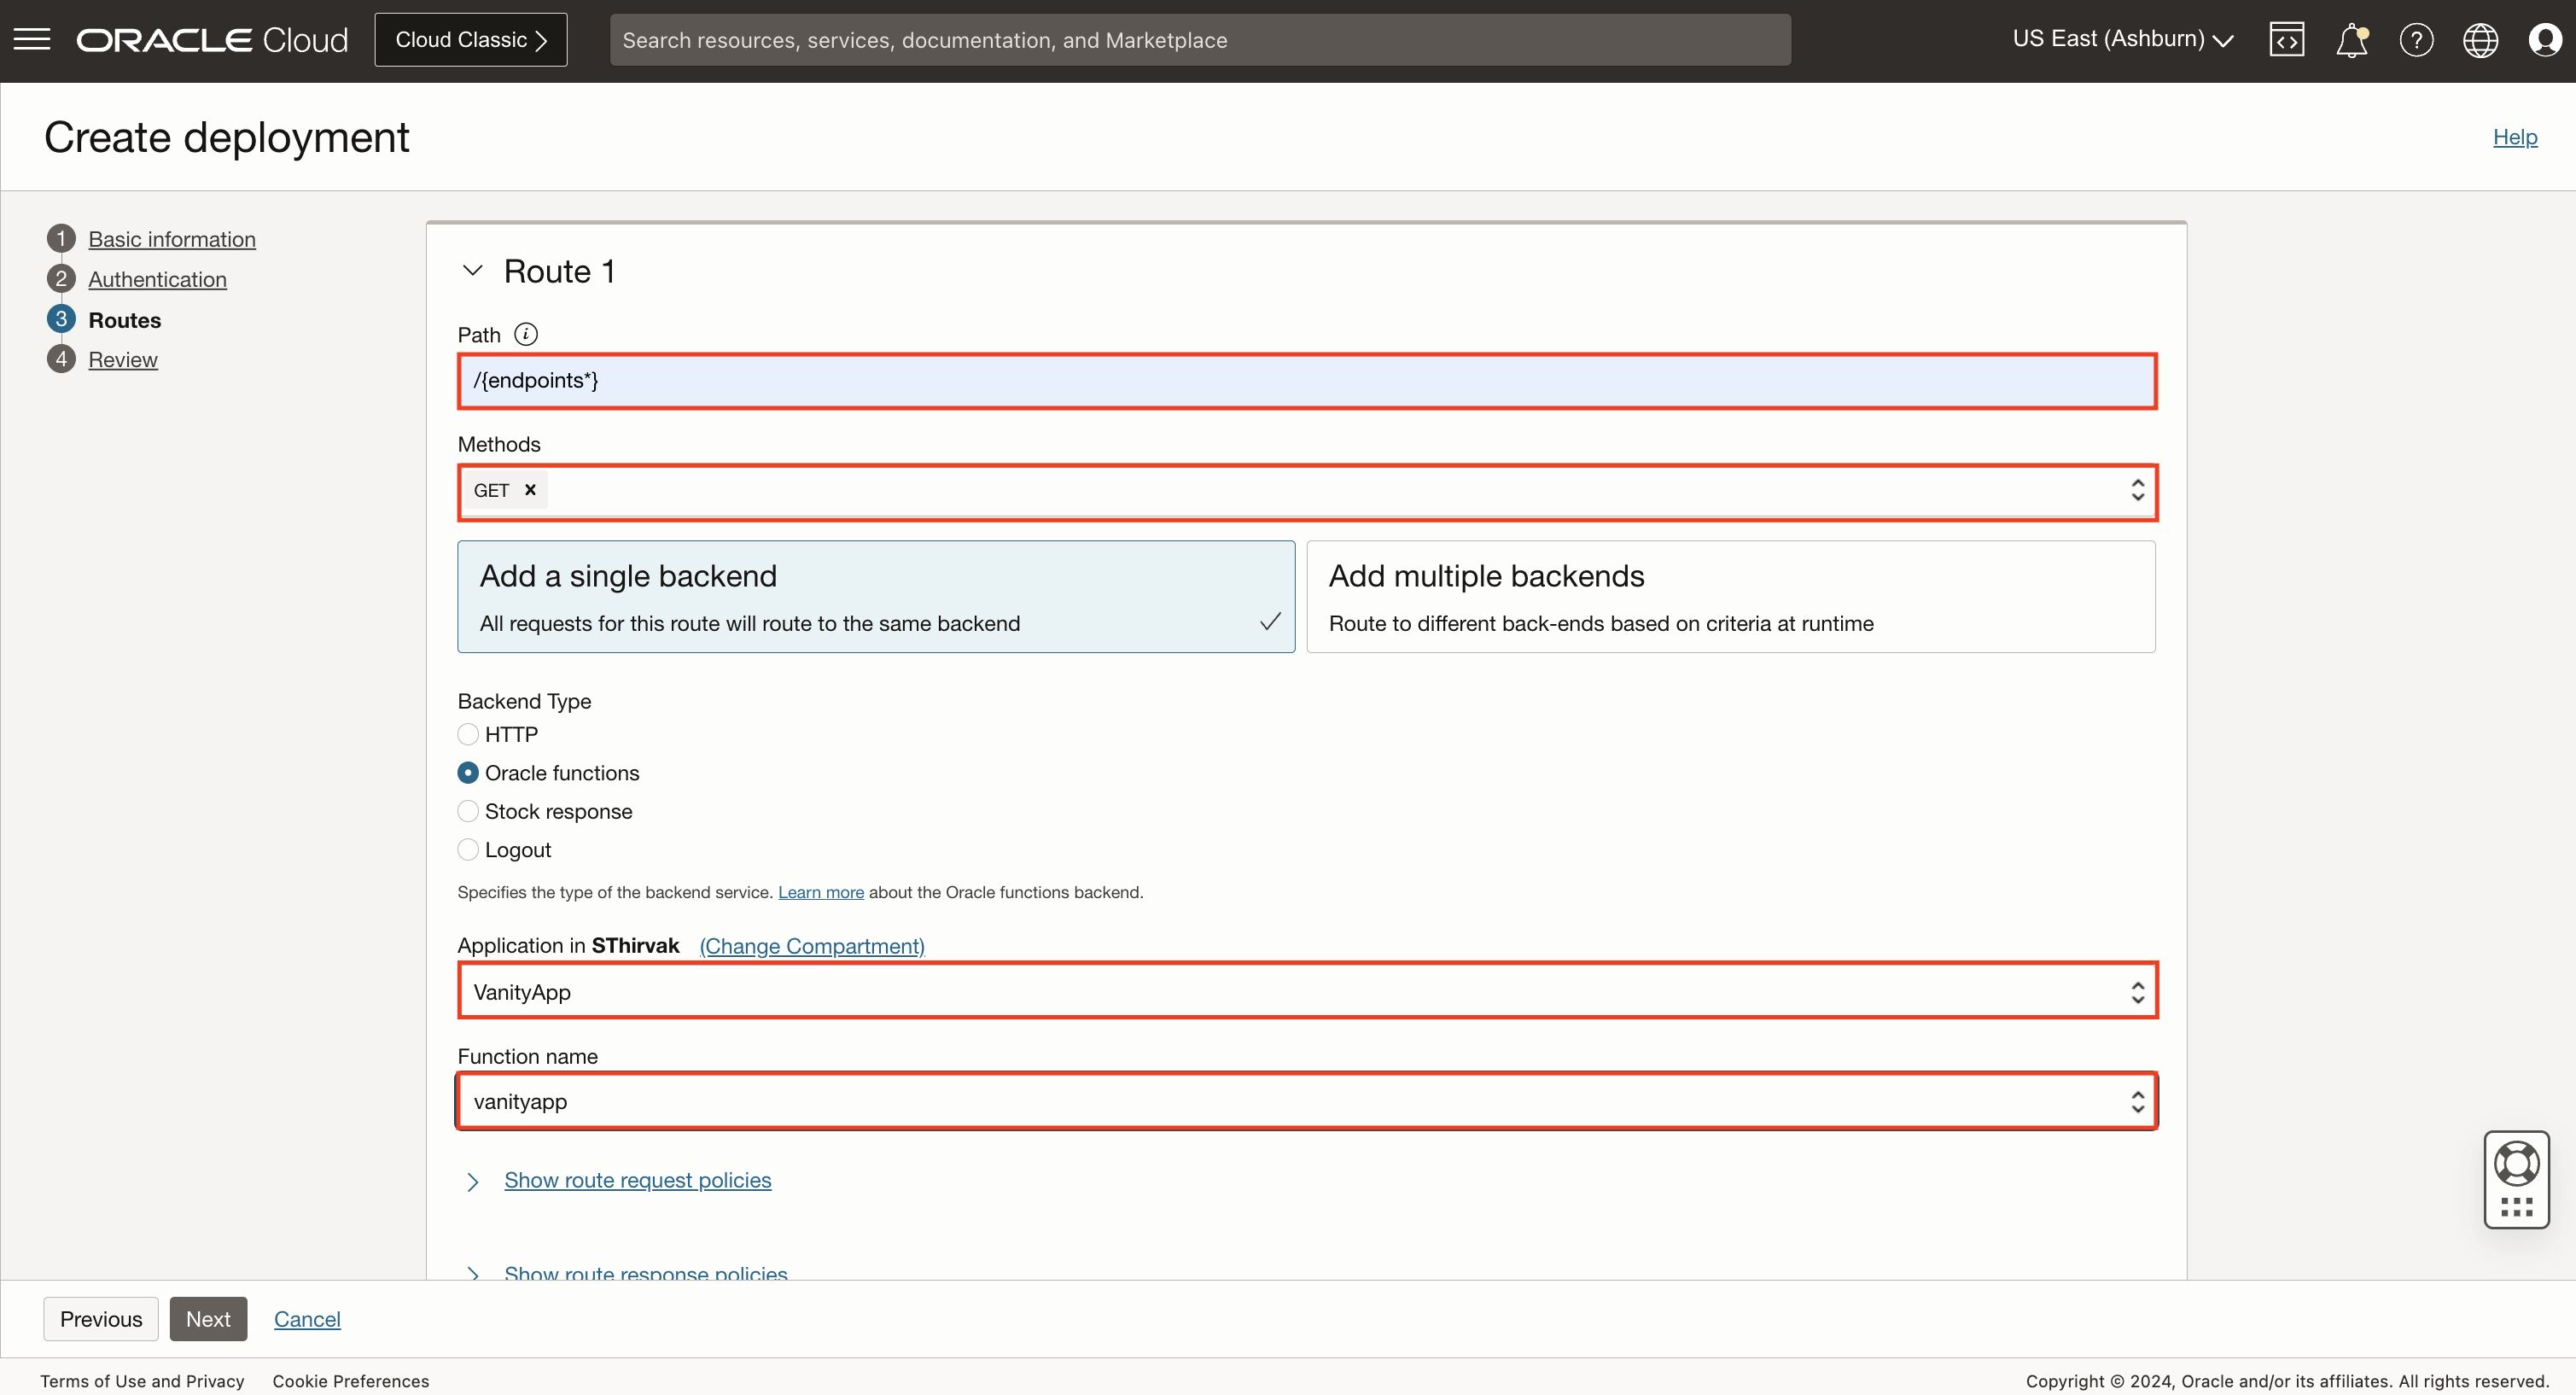 ORACLE Cloud
Cloud Classic
Search resources, services, documentation, and Marketplace
US East (Ashburn)
Create deployment
Help
1 Basic information
2 Authentication
3 Routes
4 Review
Route 1
Path
/{endpoints*}
Methods
GET
Add a single backend
All requests for this route will route to the same backend
Add multiple backends
Route to different back-ends based on criteria at runtime
Backend Type
HTTP
Oracle functions
Stock response
Logout
Specifies the type of the backend service. Learn more about the Oracle functions backend.
Application in SThirvak (Change Compartment)
VanityApp
Function name
vanityapp
Show route request policies
Show route response policies
Previous
Next
Cancel
Terms of Use and Privacy
Cookie Preferences
Copyright © 2024, Oracle and/or its affiliates. All rights reserved.